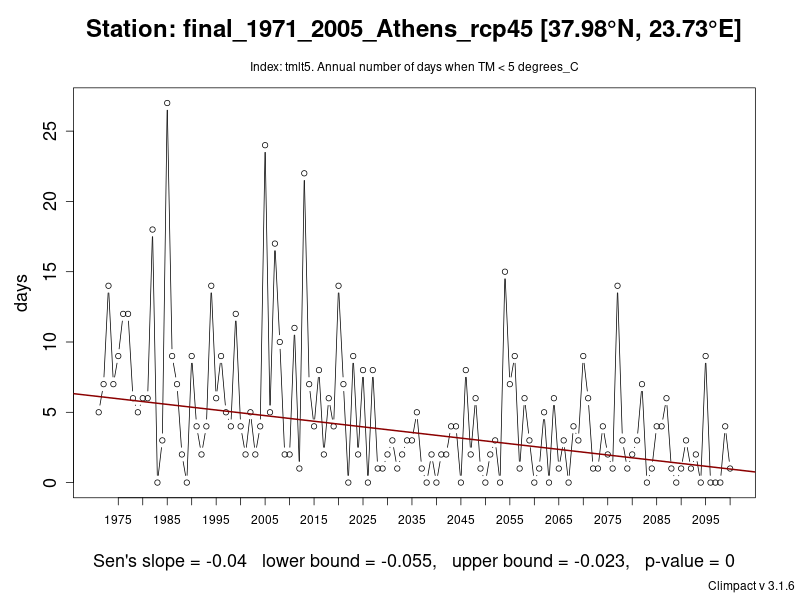 Station: final_1971_2005_Athens_rcp45 [37.98°N, 23.73°E]
Index: tmlt5. Annual number of days when TM < 5 degrees_C
days
25
20
15
10
5
0
1975 1985 1995 2005 2015 2025 2035 2045 2055 2065 2075 2085 2095
Sen's slope = -0.04 lower bound = -0.055, upper bound = -0.023, p-value = 0
Climpact v 3.1.6